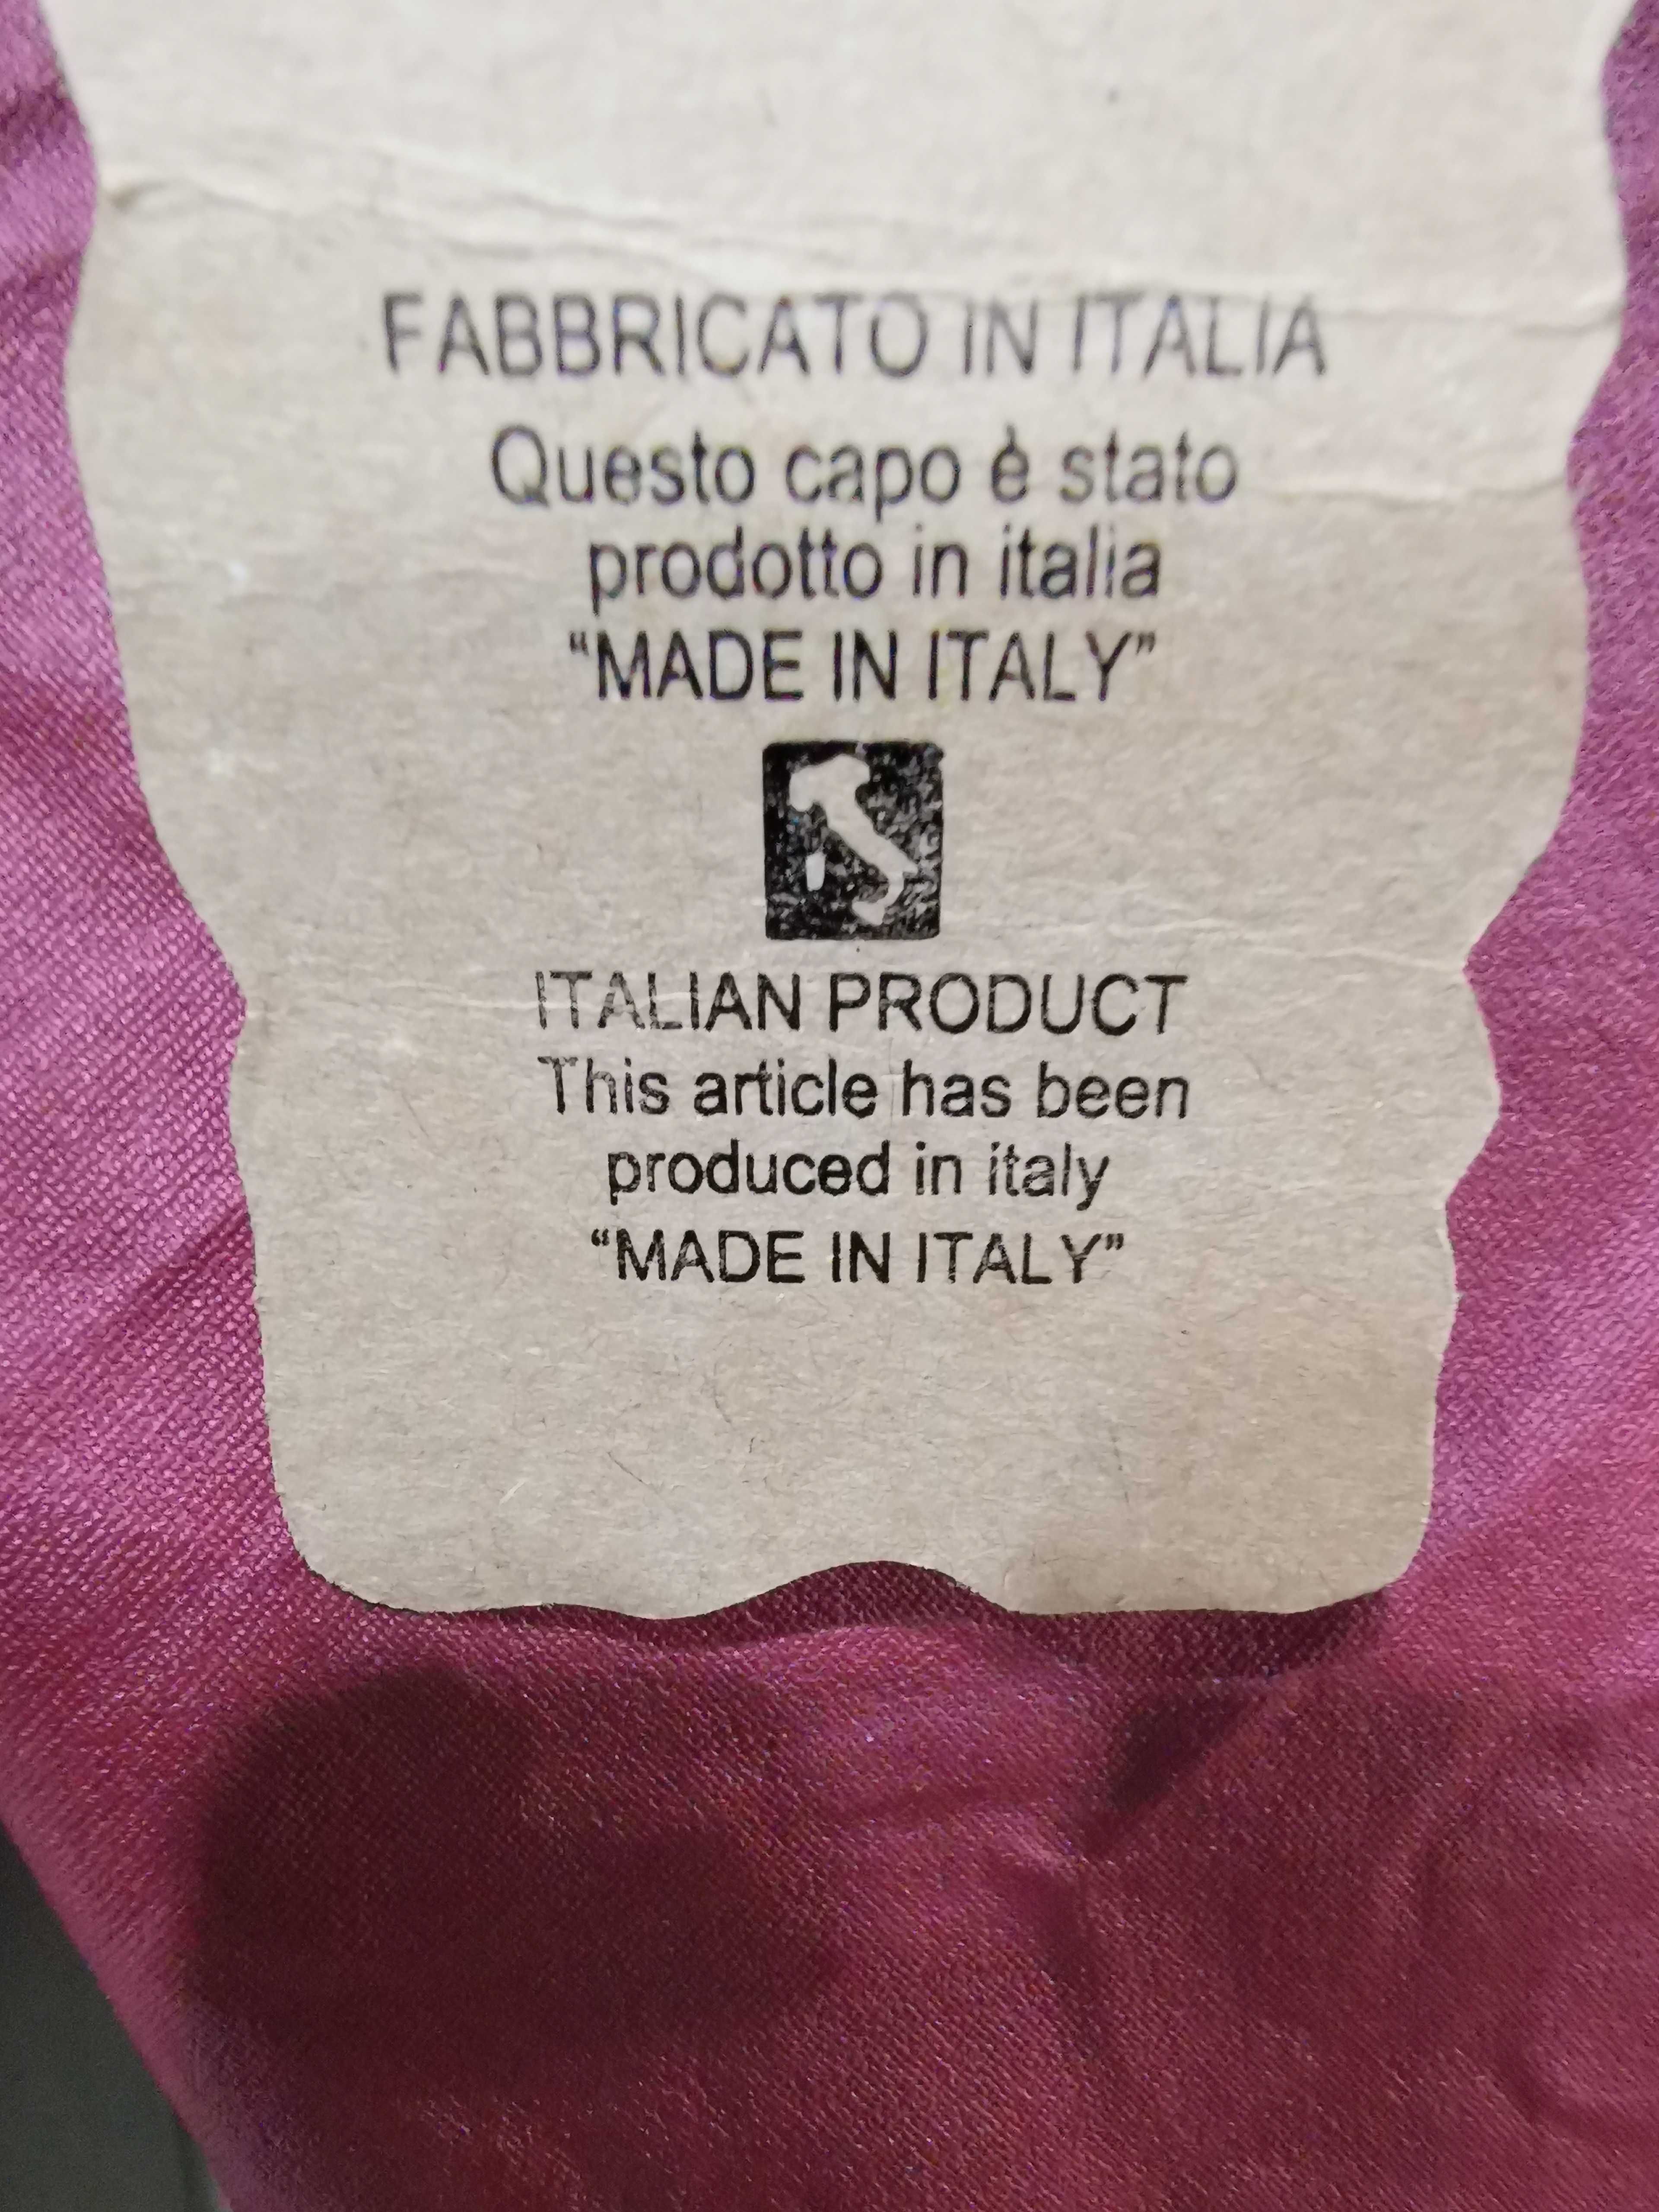 FABBRICATO IN ITALIA
Questo capo è stato
prodotto in italia
“MADE IN ITALY”
ITALIAN PRODUCT
This article has been
produced in italy
“MADE IN ITALY”